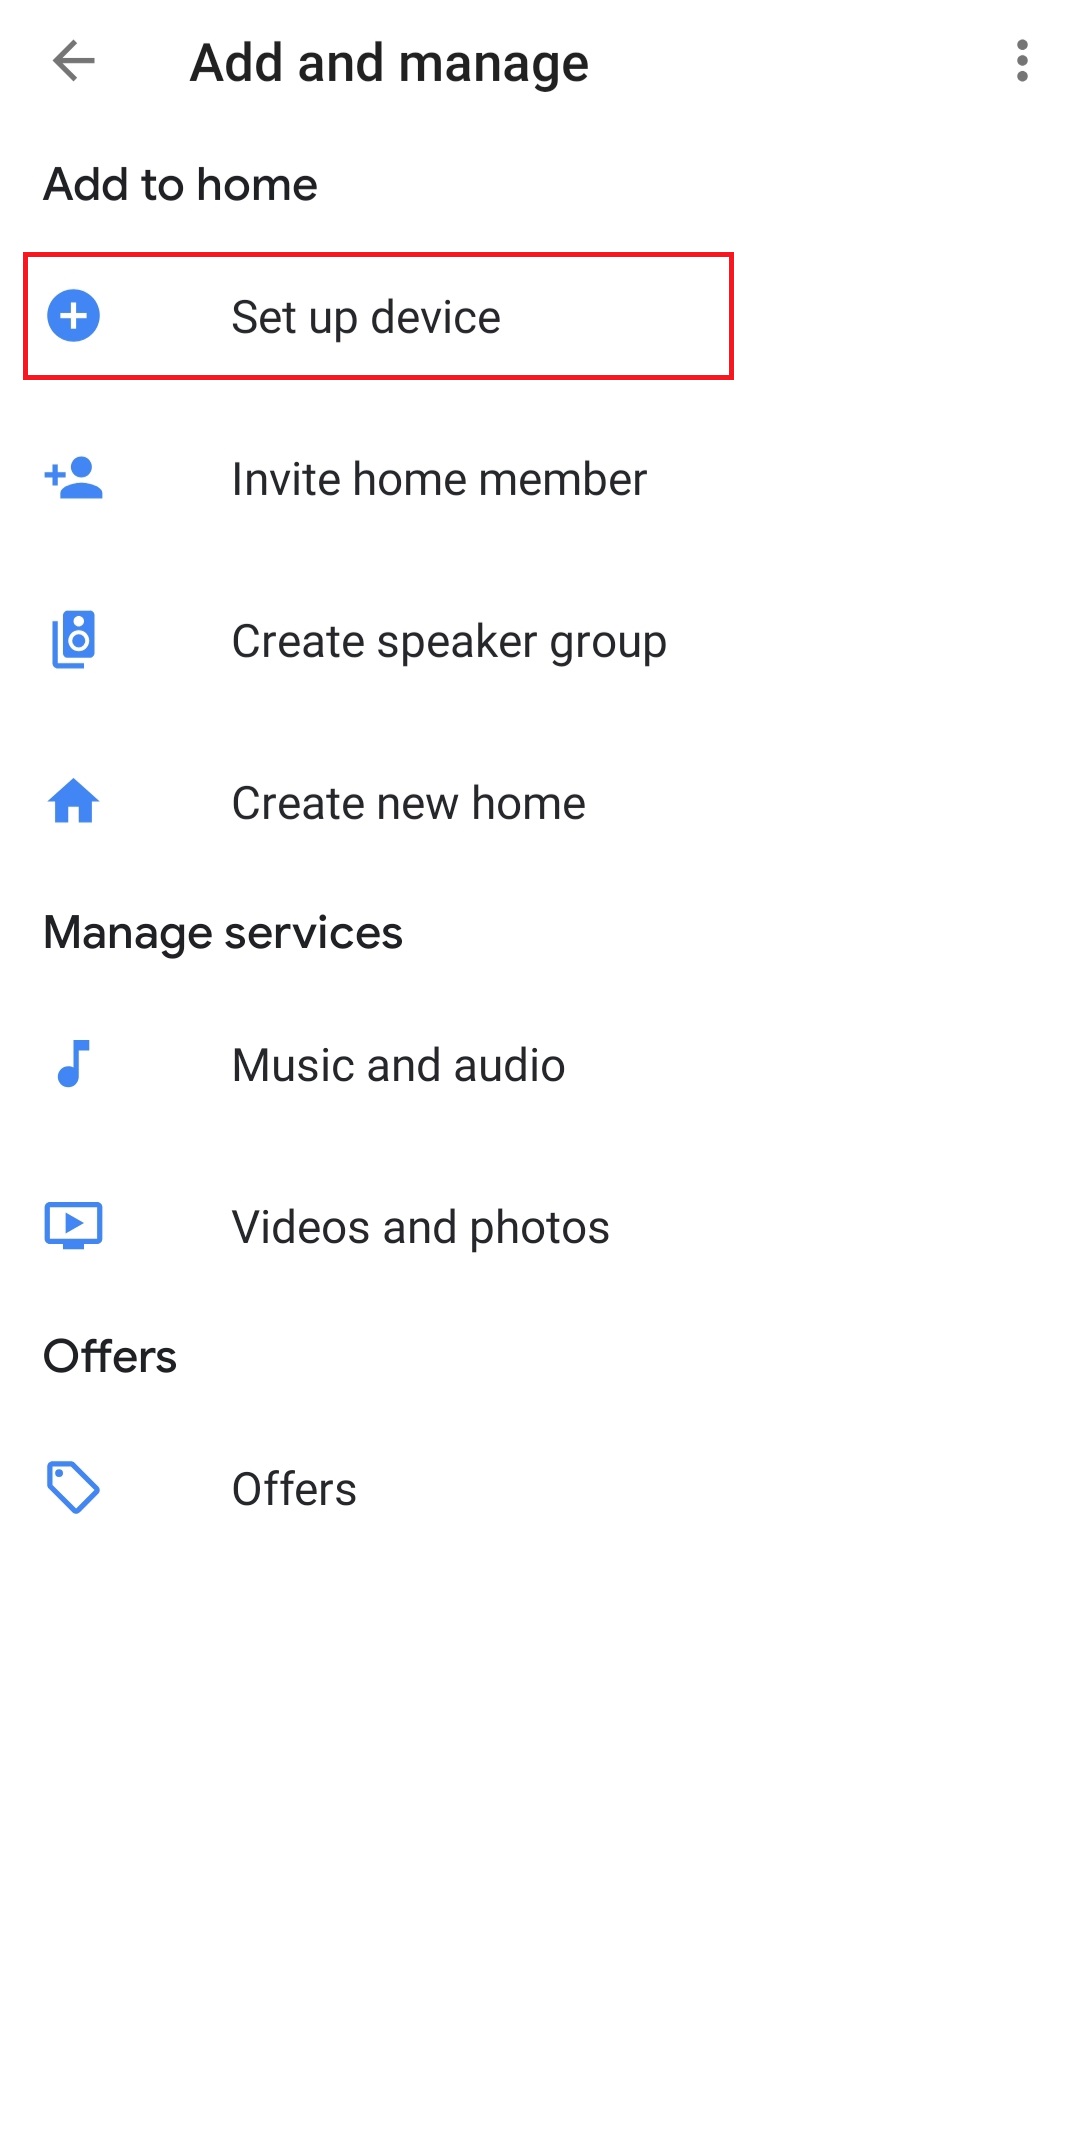 Add and manage
Add to home
Set up device
Invite home member
Create speaker group
Create new home
Manage services
Music and audio
Videos and photos
Offers
Offers